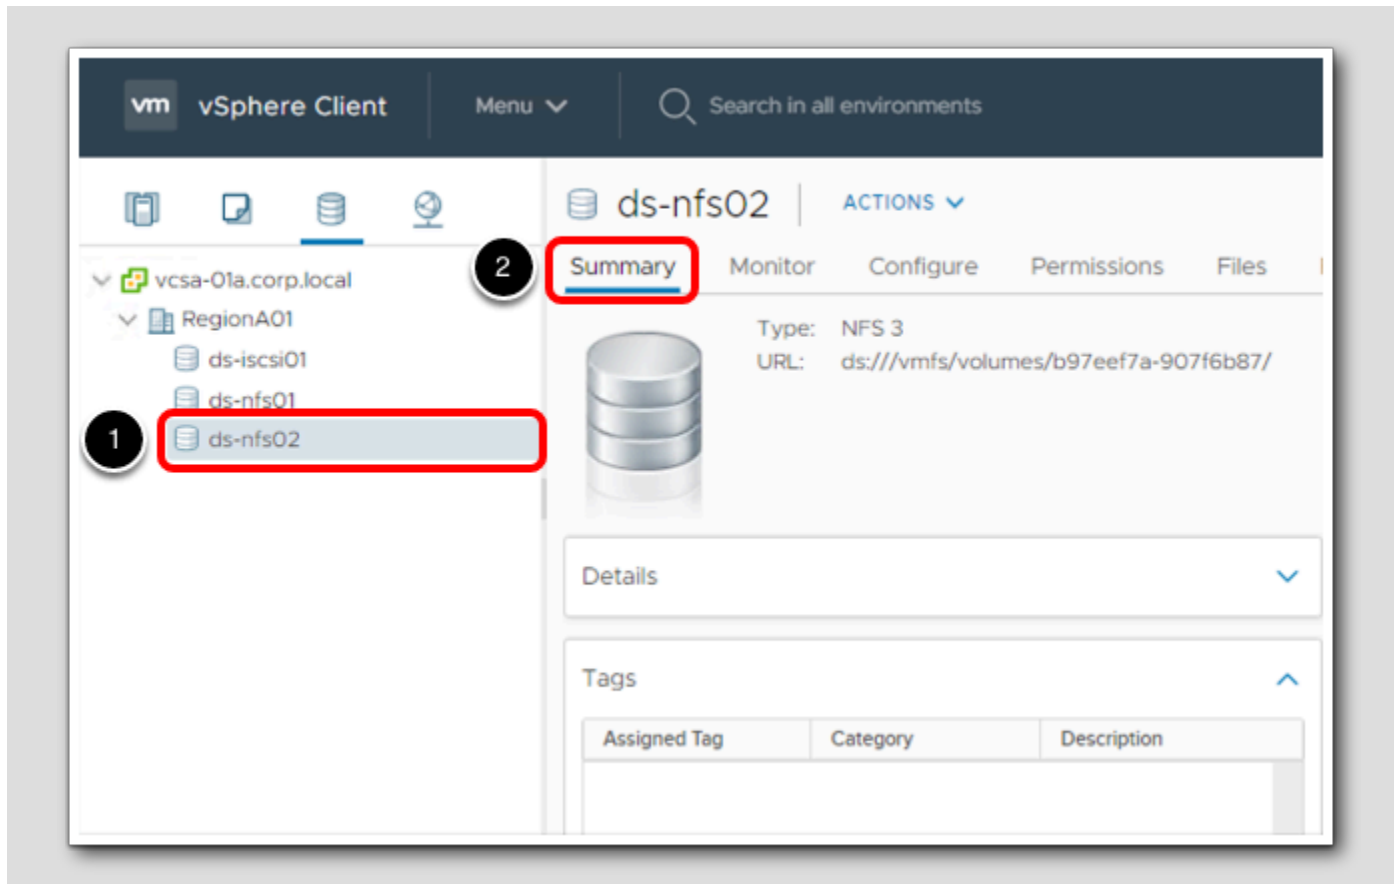 vm vSphere Client Menu Search in all environments
ds-nfs02 ACTIONS
2 Summary Monitor Configure Permissions Files
vcsa-01a.corp.local
RegionA01
ds-iscsi01
ds-nfs01
1 ds-nfs02
Type: NFS 3
URL: ds:///vmfs/volumes/b97eef7a-907f6b87/
Details
Tags
Assigned Tag Category Description